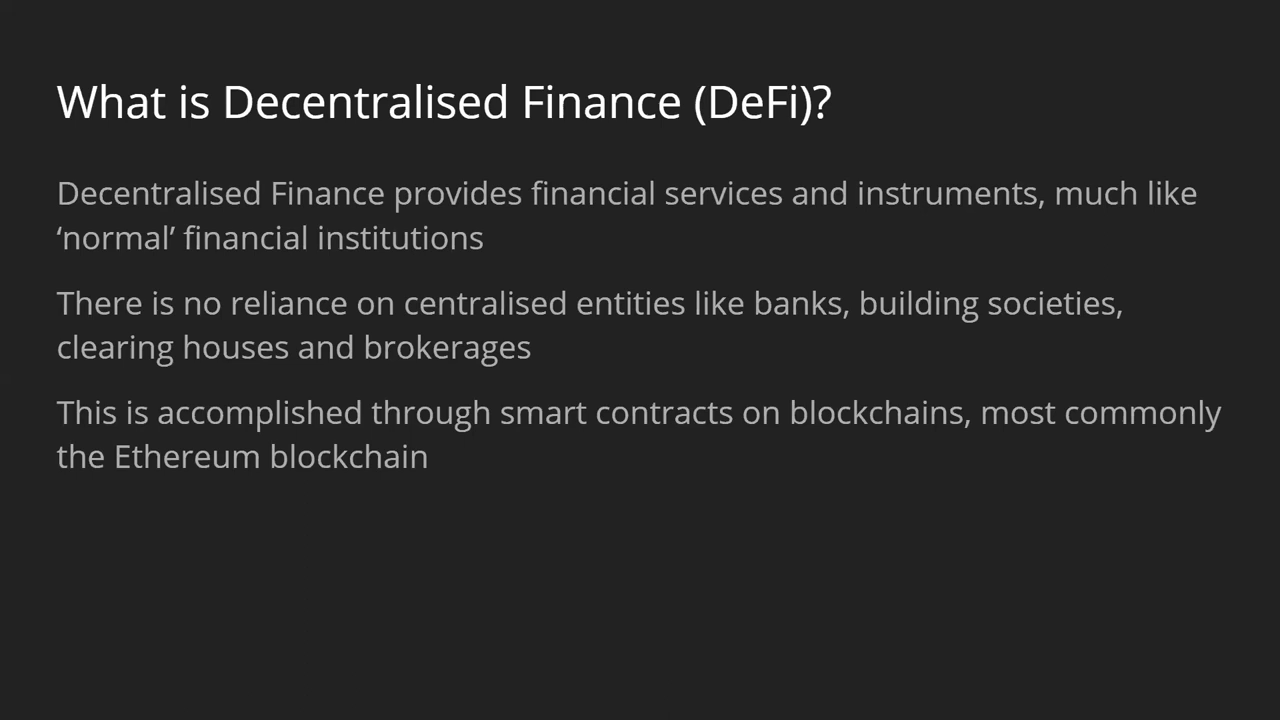 What is Decentralised Finance (DeFi)?
Decentralised Finance provides financial services and instruments, much like
‘normal’ financial institutions
There is no reliance on centralised entities like banks, building societies,
clearing houses and brokerages
This is accomplished through smart contracts on blockchains, most commonly
the Ethereum blockchain